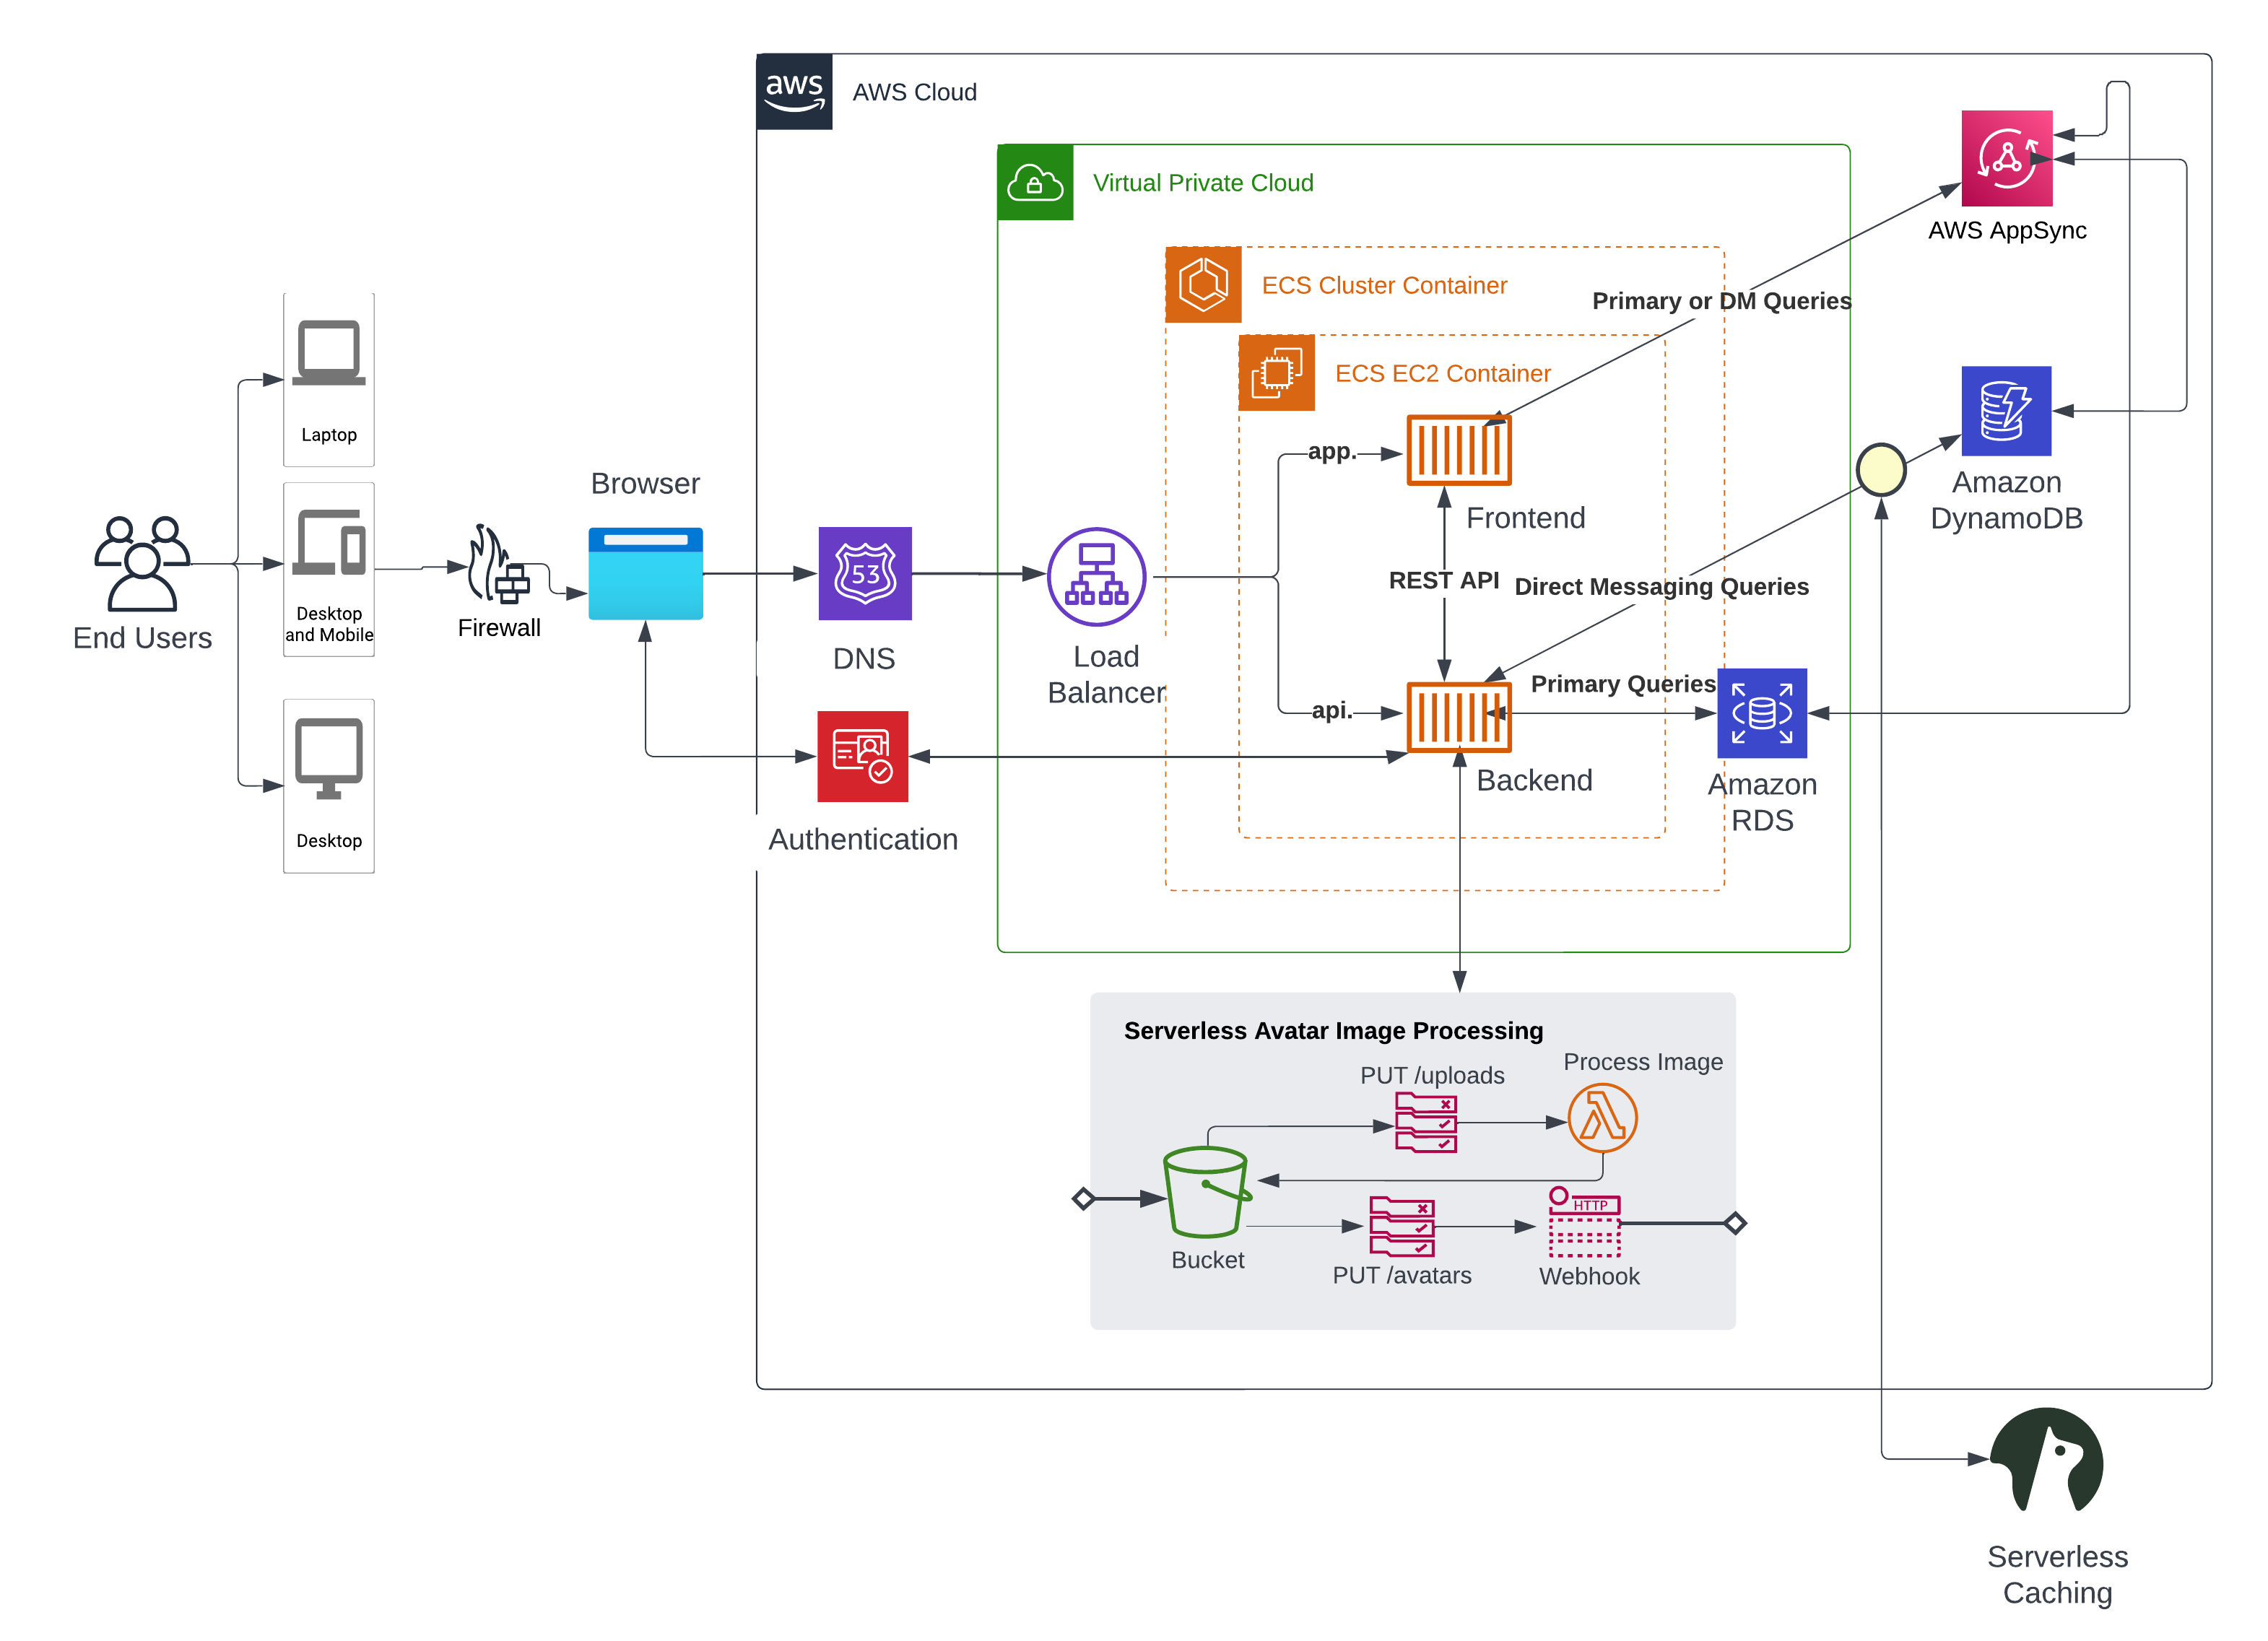 aws
AWS Cloud
Virtual Private Cloud
AWS AppSync
ECS Cluster Container
Primary or DM Queries
ECS EC2 Container
Laptop
app.
Browser
Amazon
DynamoDB
Frontend
53
REST API
Direct Messaging Queries
Desktop
and Mobile
Firewall
End Users
DNS
Load
Balancer
Primary Queries
api.
Backend
Amazon
RDS
Desktop
Authentication
Serverless Avatar Image Processing
Process Image
PUT /uploads
HTTP
Bucket
PUT /avatars
Webhook
Serverless
Caching